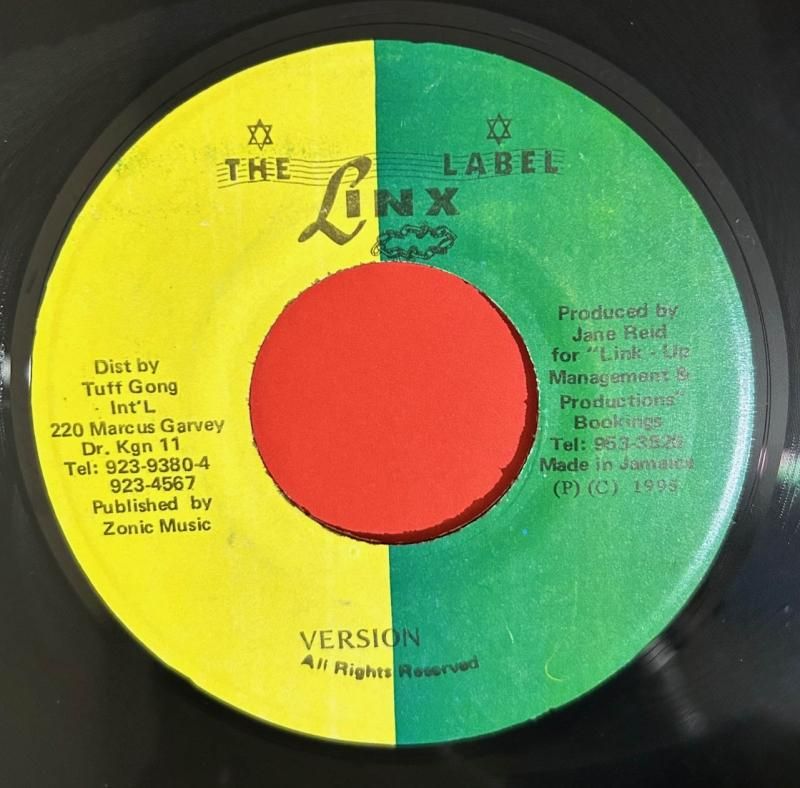 THE LABEL
LINX
Dist by
Tuff Gong
Int'L
220 Marcus Garvey
Dr. Kgn 11
Tel: 923-9380-4
923-4567
Published by
Zonic Music
Produced by
Jane Reid
for "Link - Up
Management &
Productions"
Bookings
Tel:
Made in Jamaica
(P) (C) 1995
VERSION
All Rights Reserved